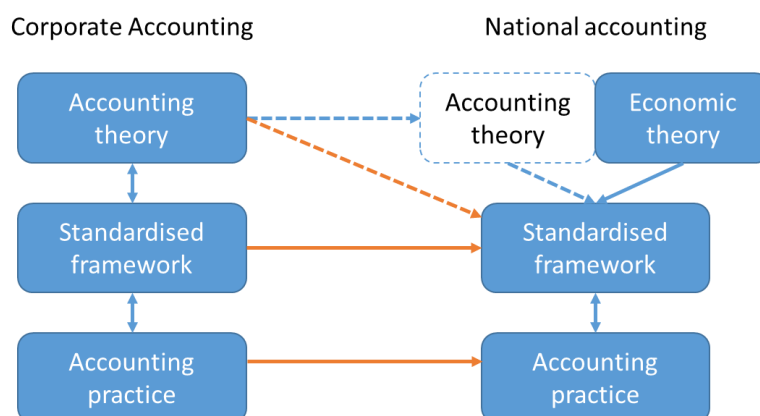 Corporate Accounting
National accounting
Accounting
theory
Accounting
theory
Economic
theory
Standardised
framework
Standardised
framework
Accounting
practice
Accounting
practice